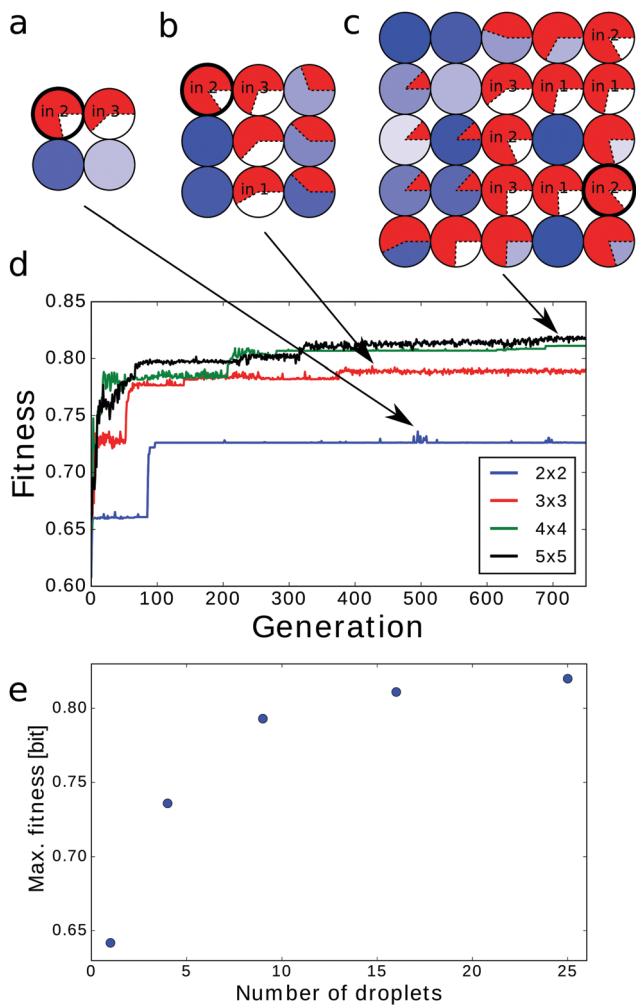 a
b
c
in 2
in 3
in 2
in 3
in 1
in 2
in 3
in 1
in 1
in 2
in 3
in 1
in 2
d
0.85
0.80
0.75
0.70
0.65
0.60
Fitness
2x2
3x3
4x4
5x5
0 100 200 300 400 500 600 700
Generation
e
0.80
0.75
0.70
0.65
Max. fitness [bit]
0 5 10 15 20 25
Number of droplets